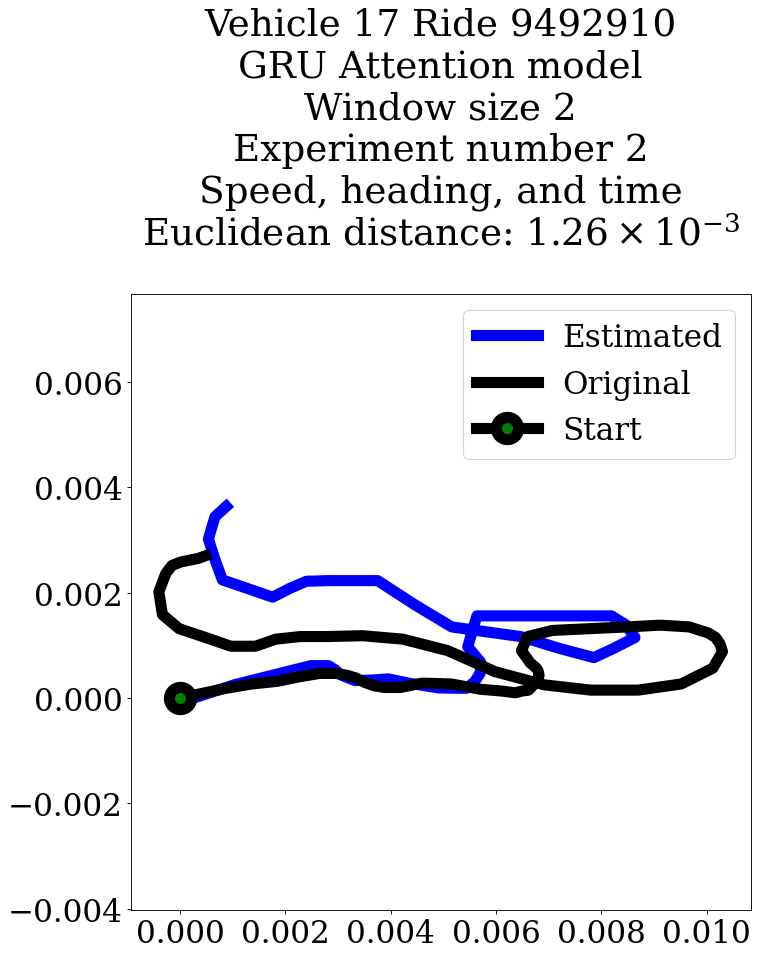 Vehicle 17 Ride 9492910
GRU Attention model
Window size 2
Experiment number 2
Speed, heading, and time
Euclidean distance: 1.26 × 10⁻³
Estimated
Original
Start
0.006
0.004
0.002
0.000
−0.002
−0.004
0.000 0.002 0.004 0.006 0.008 0.010